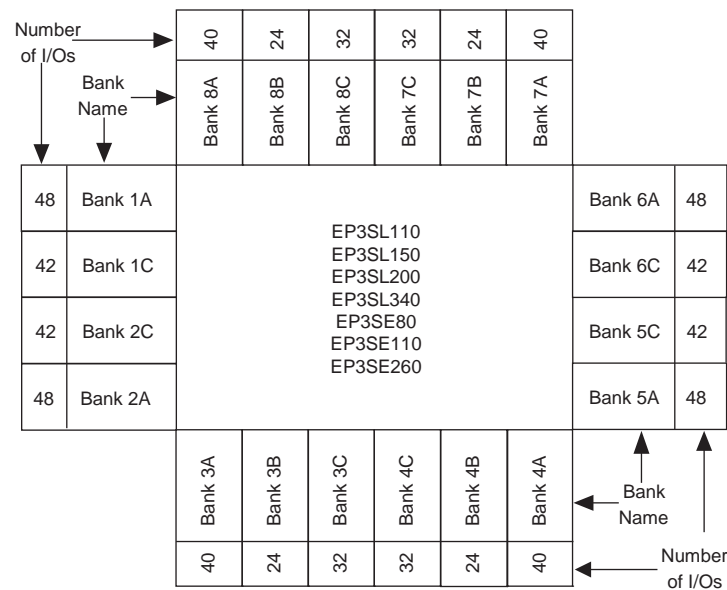 Number
of I/Os
40 24 32 32 24 40
Bank
Name
Bank 8A Bank 8B Bank 8C Bank 7C Bank 7B Bank 7A
48 Bank 1A
Bank 6A 48
42 Bank 1C
Bank 6C 42
42 Bank 2C
Bank 5C 42
48 Bank 2A
Bank 5A 48
EP3SL110
EP3SL150
EP3SL200
EP3SL340
EP3SE80
EP3SE110
EP3SE260
Bank 3A Bank 3B Bank 3C Bank 4C Bank 4B Bank 4A
Bank
Name
40 24 32 32 24 40
Number
of I/Os